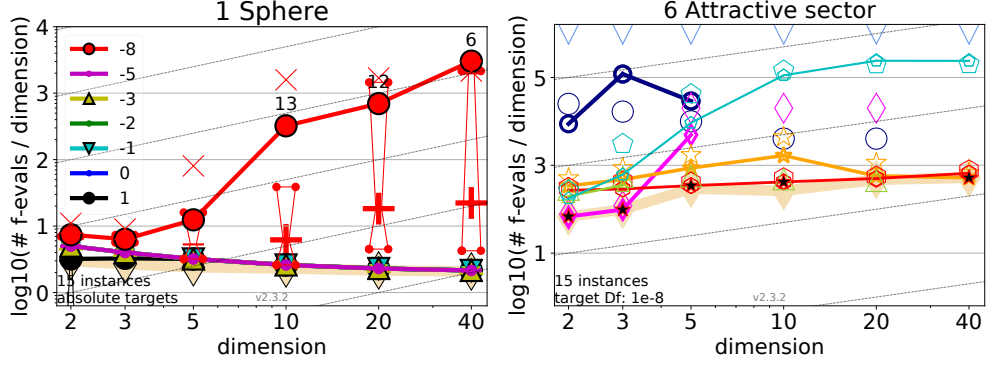 1 Sphere
log10(# f-evals / dimension)
4
3
2
1
0
-8
-5
-3
-2
-1
0
1
13
12
6
15 instances
absolute targets
v2.3.2
2 3 5 10 20 40
dimension
6 Attractive sector
log10(# f-evals / dimension)
5
3
1
15 instances
target Df: 1e-8
v2.3.2
2 3 5 10 20 40
dimension